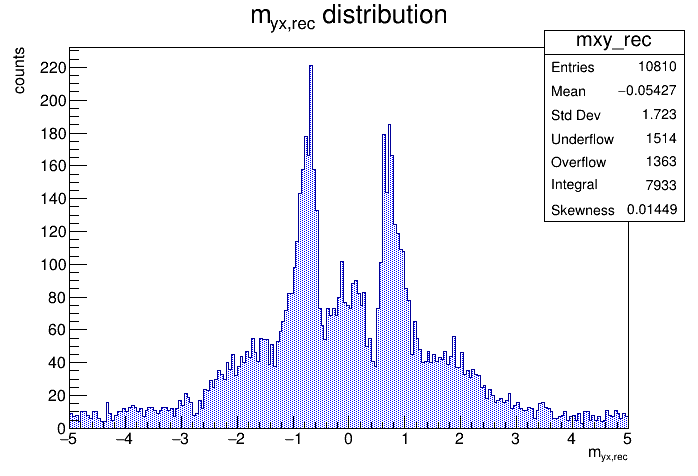 m_yx,rec distribution
mxy_rec
Entries 10810
Mean −0.05427
Std Dev 1.723
Underflow 1514
Overflow 1363
Integral 7933
Skewness 0.01449
counts
220
200
180
160
140
120
100
80
60
40
20
0
−5 −4 −3 −2 −1 0 1 2 3 4 5
m_yx,rec